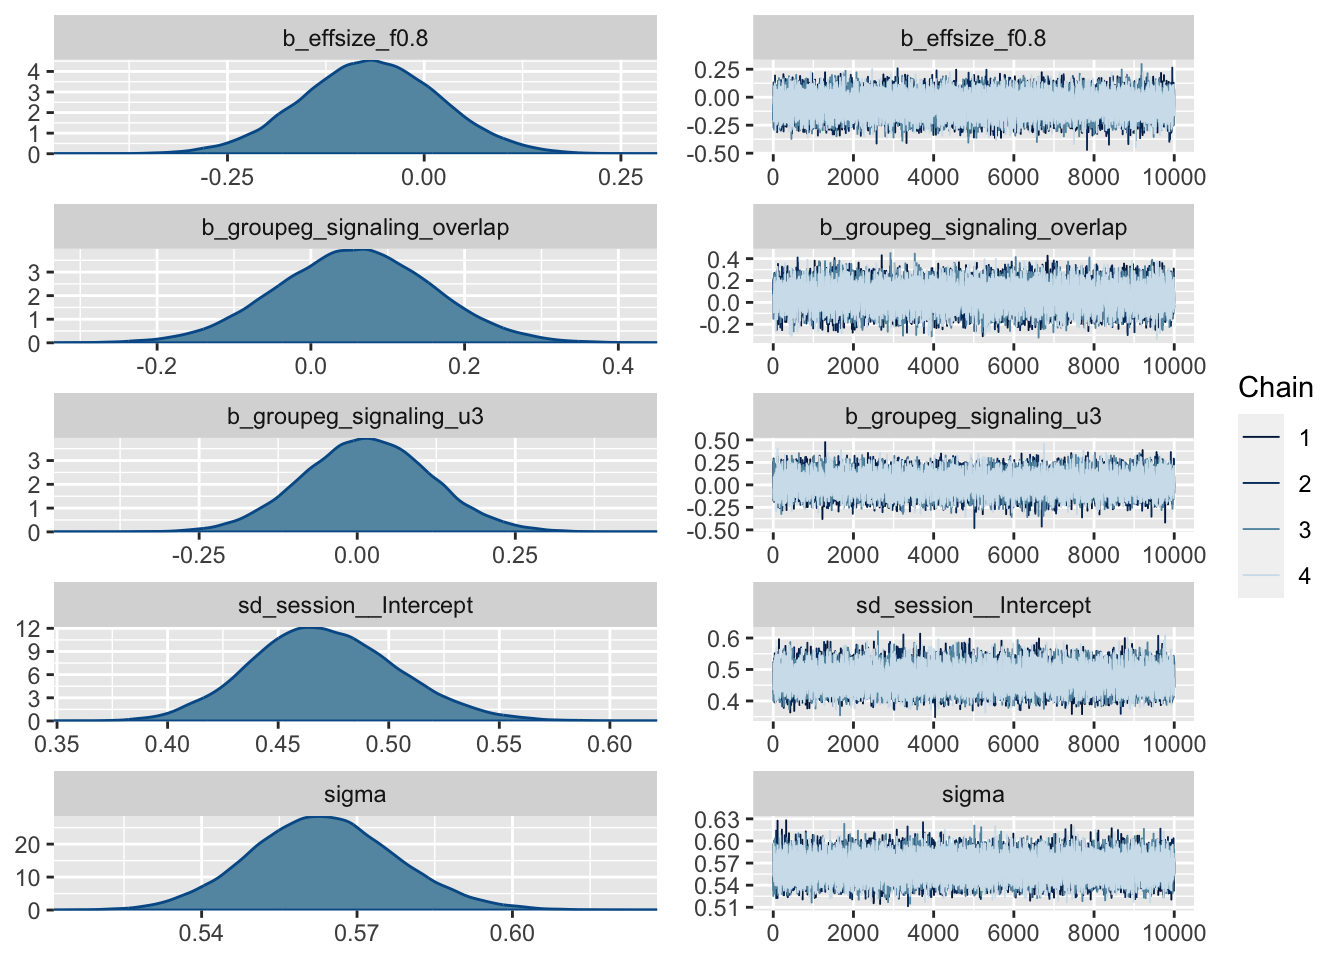 b_effsize_f0.8
4
3
2
1
0
-0.25 0.00 0.25
b_effsize_f0.8
0.25
0.00
-0.25
-0.50
0 2000 4000 6000 8000 10000
b_groupeg_signaling_overlap
3
2
1
0
-0.2 0.0 0.2 0.4
b_groupeg_signaling_overlap
0.4
0.2
0.0
-0.2
0 2000 4000 6000 8000 10000
b_groupeg_signaling_u3
3
2
1
0
-0.25 0.00 0.25
b_groupeg_signaling_u3
0.50
0.25
0.00
-0.25
-0.50
0 2000 4000 6000 8000 10000
sd_session__Intercept
12
9
6
3
0
0.35 0.40 0.45 0.50 0.55 0.60
sd_session__Intercept
0.6
0.5
0.4
0 2000 4000 6000 8000 10000
sigma
20
10
0
0.54 0.57 0.60
sigma
0.63
0.60
0.57
0.54
0.51
0 2000 4000 6000 8000 10000
Chain
1
2
3
4